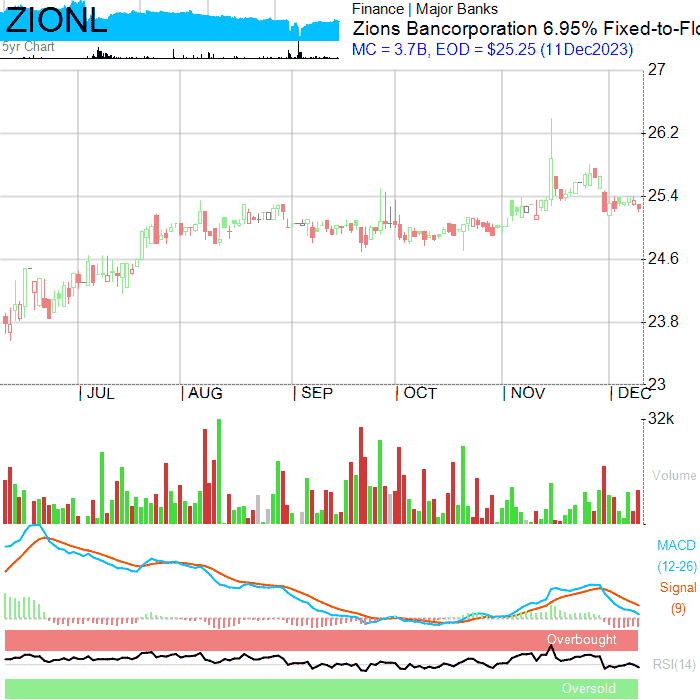 ZIONL
5yr Chart
Finance | Major Banks
Zions Bancorporation 6.95% Fixed-to-Flo
MC = 3.7B, EOD = $25.25 (11Dec2023)
27
26.2
25.4
24.6
23.8
23
JUL AUG SEP OCT NOV DEC
32k
Volume
MACD
(12-26)
Signal
(9)
Overbought
RSI(14)
Oversold